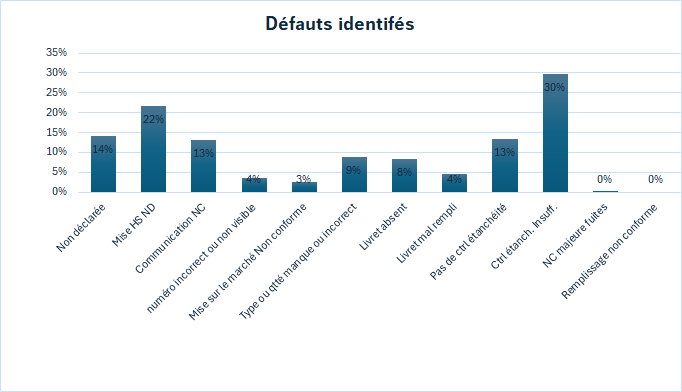 Défauts identifés
35%
30%
25%
20%
15%
10%
5%
0%
14%
22%
13%
4%
3%
9%
8%
4%
13%
30%
0%
0%
Non déclarée
Mise HS ND
Communication NC
numéro incorrect ou non visible
Mise sur le marché Non conforme
Type ou qtté manque ou incorrect
Livret absent
Livret mal rempli
Pas de ctrl étanchéité
Ctrl étanch. Insuff.
NC majeure fuites
Remplissage non conforme